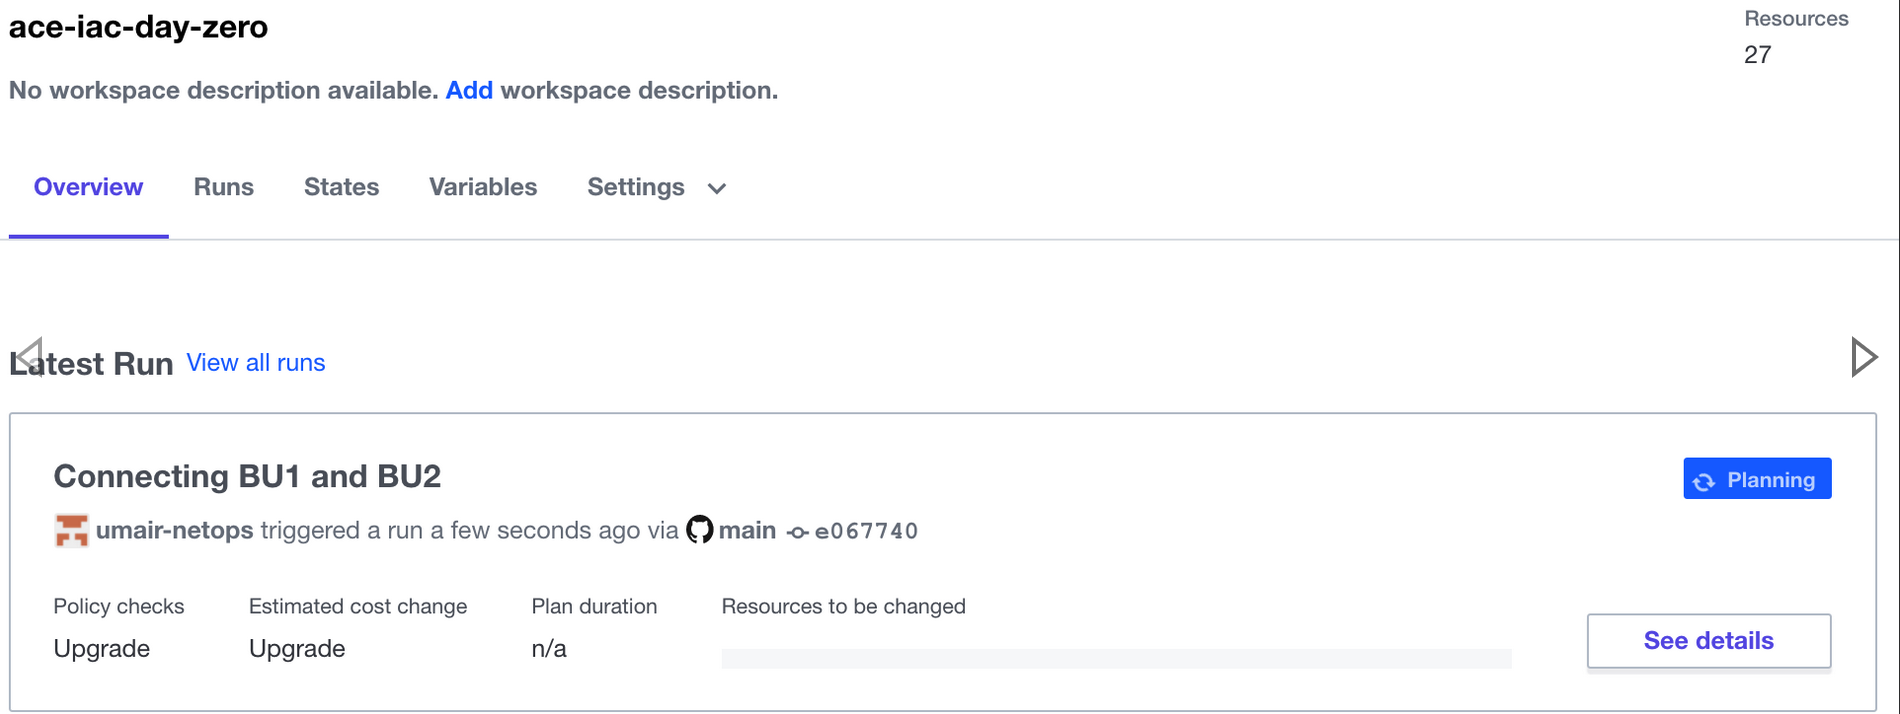 ace-iac-day-zero
Resources
27
No workspace description available. Add workspace description.
Overview Runs States Variables Settings
Latest Run View all runs
Connecting BU1 and BU2
Planning
umair-netops triggered a run a few seconds ago via main e067740
Policy checks Estimated cost change Plan duration Resources to be changed
Upgrade Upgrade n/a
See details